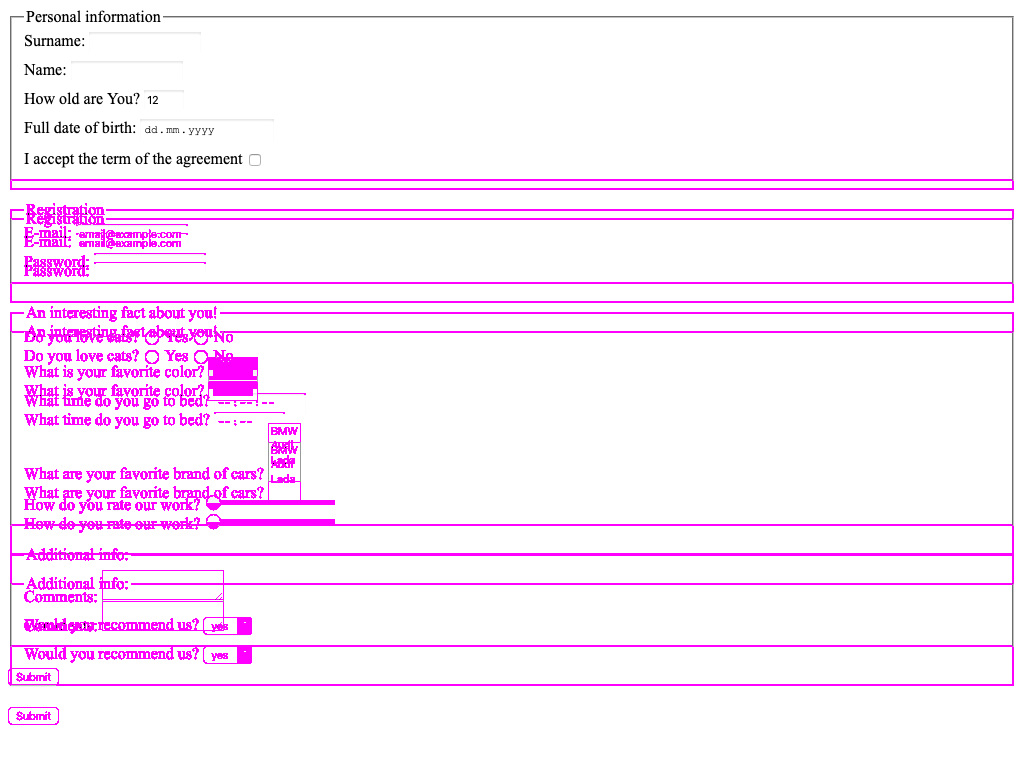 Personal information
Surname:
Name:
How old are You? 12
Full date of birth: dd.mm.yyyy
I accept the term of the agreement
Registration
Registration
E-mail: email@example.com
E-mail: email@example.com
Password:
Password:
An interesting fact about you!
An interesting fact about you!
Do you love cats? Yes No
Do you love cats? Yes No
What is your favorite color?
What is your favorite color?
What time do you go to bed? --:--:--
What time do you go to bed? --:--
BMW
Audi
BMW
Lada
Audi
What are your favorite brand of cars?
Lada
What are your favorite brand of cars?
How do you rate our work?
How do you rate our work?
Additional info:
Additional info:
Comments:
Would you recommend us? yes
Comments:
Would you recommend us? yes
Submit
Submit